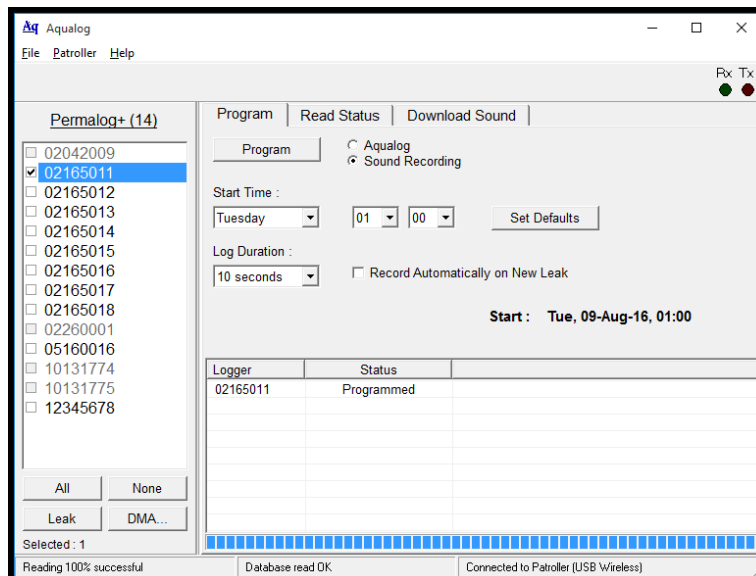 Aq Aqualog
File Patroller Help
Rx Tx
Permalog+ (14)
02042009
02165011
02165012
02165013
02165014
02165015
02165016
02165017
02165018
02260001
05160016
10131774
10131775
12345678
All None
Leak DMA...
Selected : 1
Program Read Status Download Sound
Program
Aqualog
Sound Recording
Start Time :
Tuesday 01 00 Set Defaults
Log Duration :
10 seconds Record Automatically on New Leak
Start : Tue, 09-Aug-16, 01:00
Logger Status
02165011 Programmed
Reading 100% successful Database read OK Connected to Patroller (USB Wireless)